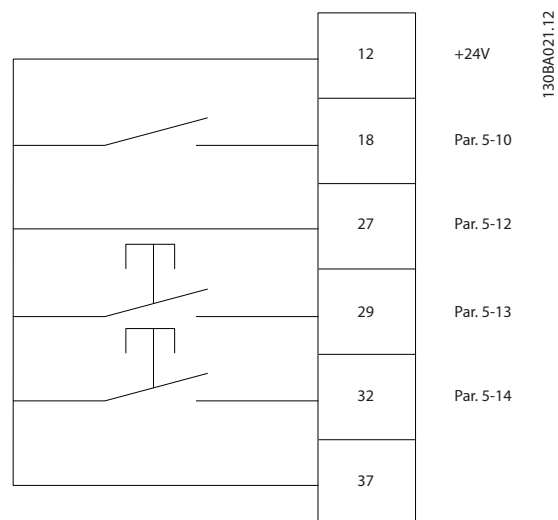 12 +24V
18 Par. 5-10
27 Par. 5-12
29 Par. 5-13
32 Par. 5-14
37
130BA021.12